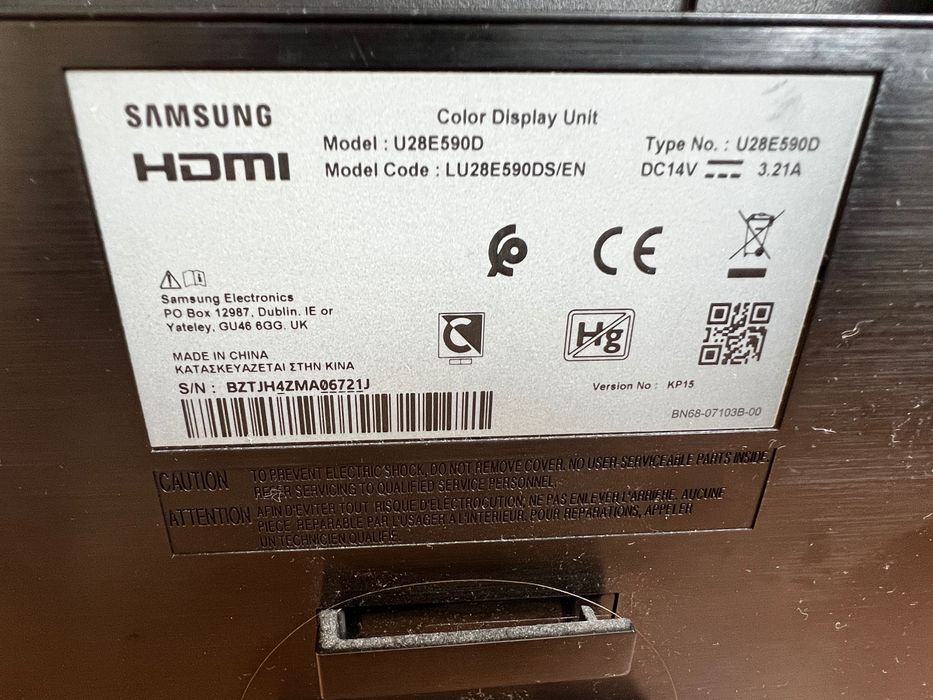 SAMSUNG
HDMI
Color Display Unit
Model : U28E590D
Type No. : U28E590D
Model Code : LU28E590DS/EN
DC14V 3.21A
CE
Samsung Electronics
PO Box 12987, Dublin. IE or
Yateley, GU46 6GG. UK
Hg
MADE IN CHINA
ΚΑΤΑΣΚΕΥΑΖΕΤΑΙ ΣΤΗΝ ΚΙΝΑ
S/N : BZTJH4ZMA06721J
Version No : KP15
BN68-07103B-00
CAUTION TO PREVENT ELECTRIC SHOCK, DO NOT REMOVE COVER. NO USER-SERVICEABLE PARTS INSIDE.
REFER SERVICING TO QUALIFIED SERVICE PERSONNEL.
ATTENTION AFIN D'EVITER TOUT RISQUE D'ELECTROCUTION, NE PAS ENLEVER L'ARRIERE. AUCUNE
PIECE REPARABLE PAR L'USAGER A L'INTERIEUR. POUR REPARATIONS, APPELER
UN TECHNICIEN QUALIFIE.